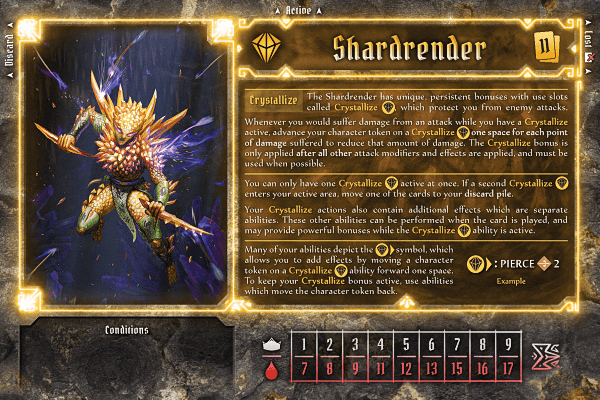 Active
Discard
Lost
Shardrender
11
Crystallize
The Shardrender has unique, persistent bonuses with use slots
called Crystallize , which protect you from enemy attacks.
Whenever you would suffer damage from an attack while you have a Crystallize
active, advance your character token on a Crystallize one space for each point
of damage suffered to reduce that amount of damage. The Crystallize bonus is
only applied after all other attack modifiers and effects are applied, and must be
used when possible.
You can only have one Crystallize active at once. If a second Crystallize
enters your active area, move one of the cards to your discard pile.
Your Crystallize actions also contain additional effects which are separate
abilities. These other abilities can be performed when the card is played, and
may provide powerful bonuses while the Crystallize ability is active.
Many of your abilities depict the symbol, which
allows you to add effects by moving a character
token on a Crystallize ability forward one space.
To keep your Crystallize bonus active, use abilities
which move the character token back.
: PIERCE 2
Example
Conditions
1 2 3 4 5 6 7 8 9
7 8 9 11 12 13 14 16 17